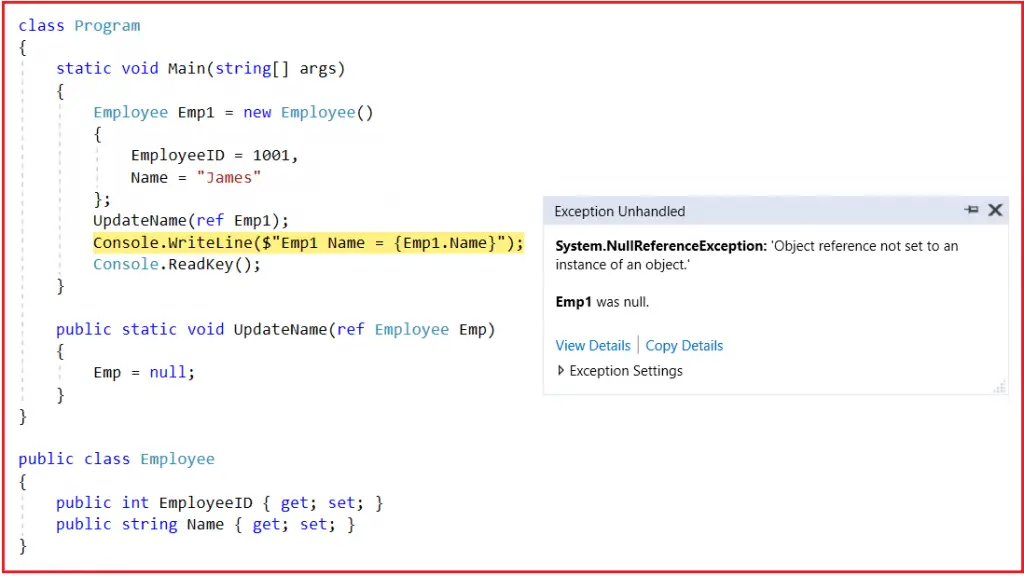 class Program
{
    static void Main(string[] args)
    {
        Employee Emp1 = new Employee()
        {
            EmployeeID = 1001,
            Name = "James"
        };
        UpdateName(ref Emp1);
        Console.WriteLine($"Emp1 Name = {Emp1.Name}");
        Console.ReadKey();
    }

    public static void UpdateName(ref Employee Emp)
    {
        Emp = null;
    }
}

public class Employee
{
    public int EmployeeID { get; set; }
    public string Name { get; set; }
}
Exception Unhandled
System.NullReferenceException: 'Object reference not set to an
instance of an object.'
Emp1 was null.
View Details | Copy Details
Exception Settings